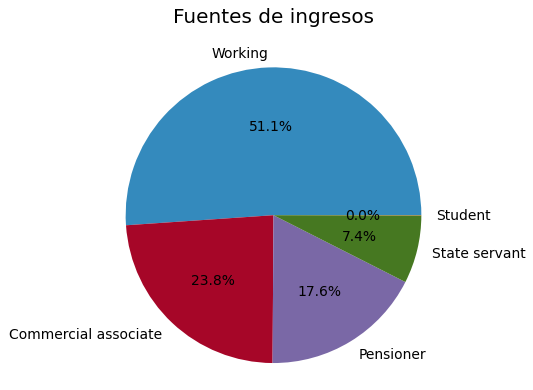 Fuentes de ingresos
Working
51.1%
0.0%
Student
7.4%
State servant
23.8%
17.6%
Commercial associate
Pensioner